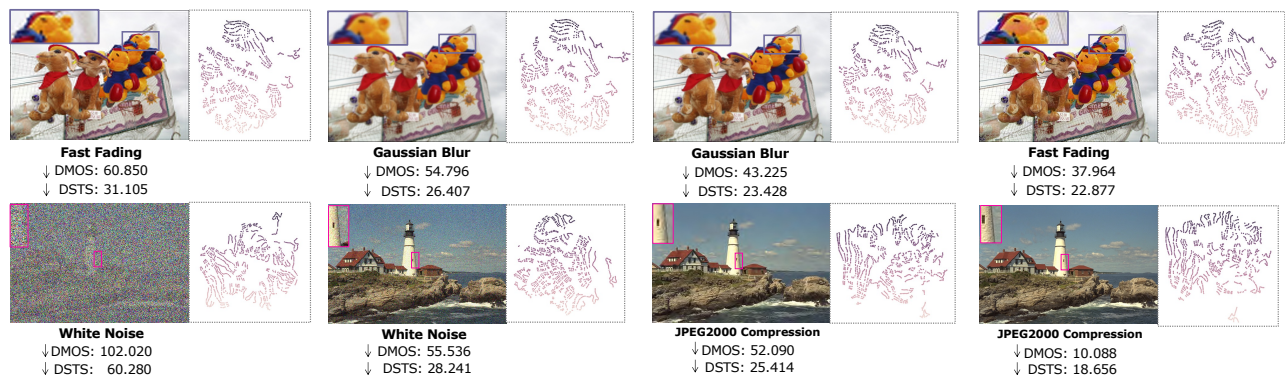 Fast Fading
↓ DMOS: 60.850
↓ DSTS: 31.105
Gaussian Blur
↓ DMOS: 54.796
↓ DSTS: 26.407
Gaussian Blur
↓ DMOS: 43.225
↓ DSTS: 23.428
Fast Fading
↓ DMOS: 37.964
↓ DSTS: 22.877
White Noise
↓ DMOS: 102.020
↓ DSTS: 60.280
White Noise
↓ DMOS: 55.536
↓ DSTS: 28.241
JPEG2000 Compression
↓ DMOS: 52.090
↓ DSTS: 25.414
JPEG2000 Compression
↓ DMOS: 10.088
↓ DSTS: 18.656